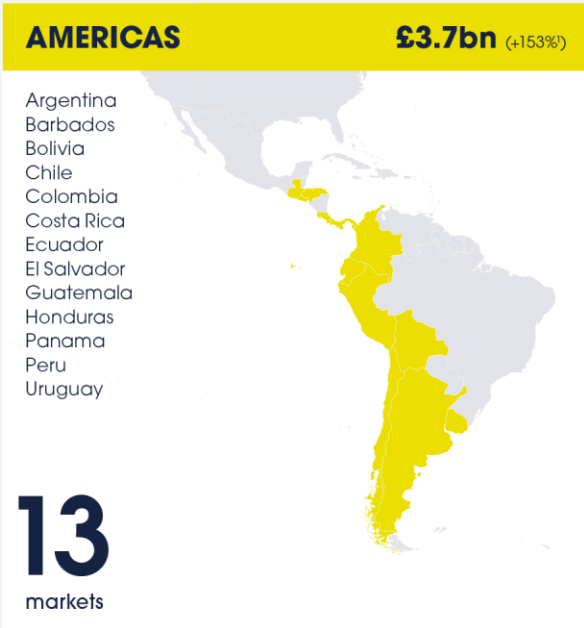 AMERICAS £3.7bn (+153%¹)
Argentina
Barbados
Bolivia
Chile
Colombia
Costa Rica
Ecuador
El Salvador
Guatemala
Honduras
Panama
Peru
Uruguay
13
markets